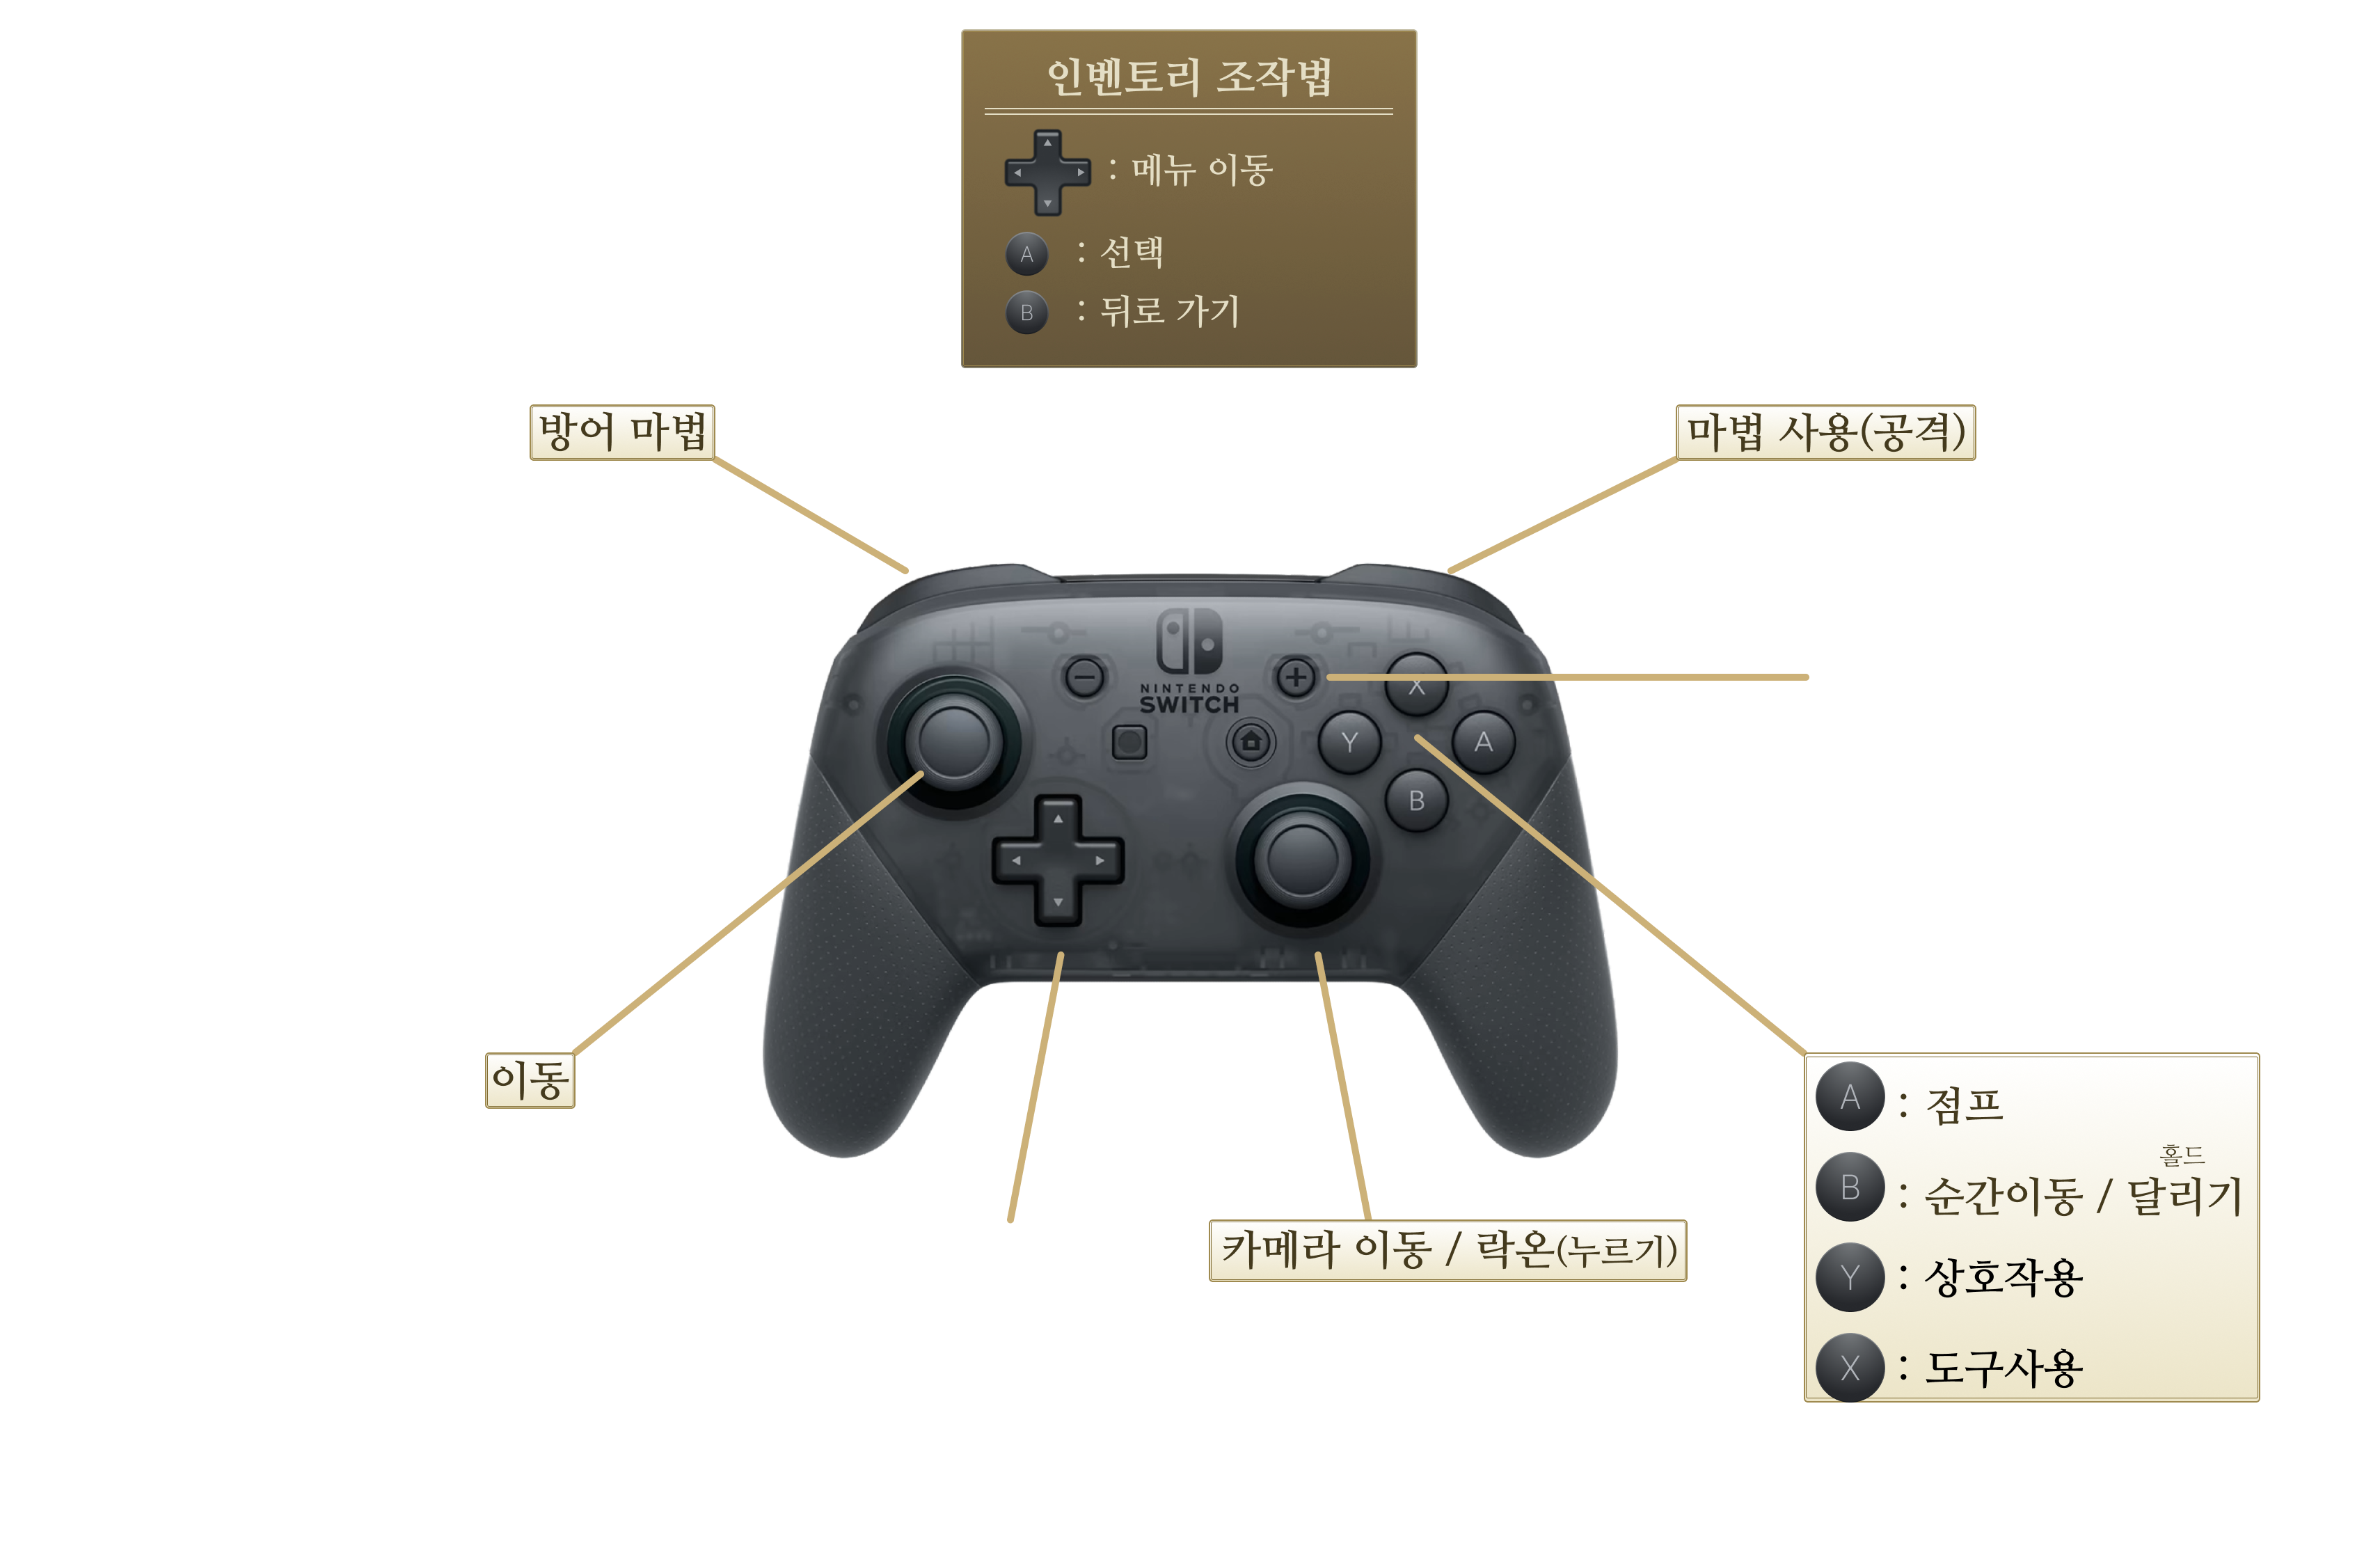 인벤토리 조작법
: 메뉴 이동
A : 선택
B : 뒤로 가기
방어 마법
마법 사용(공격)
NINTENDO
SWITCH
X
Y
A
B
이동
카메라 이동 / 락온(누르기)
A : 점프
홀드
B : 순간이동 / 달리기
Y : 상호작용
X : 도구사용